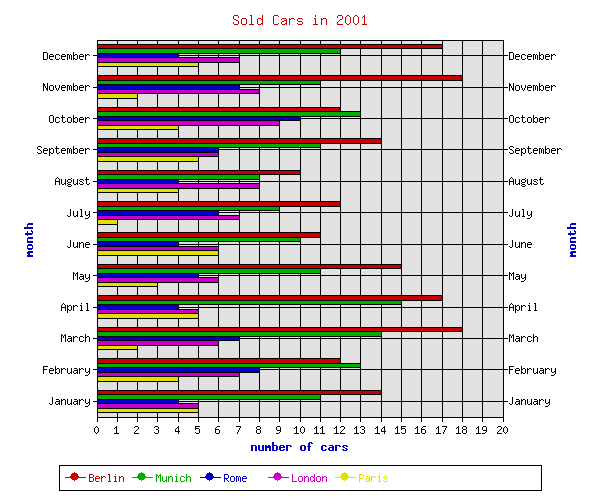 Sold Cars in 2001
December December
November November
October October
September September
August August
July July
month month
June June
May May
April April
March March
February February
January January
0 1 2 3 4 5 6 7 8 9 10 11 12 13 14 15 16 17 18 19 20
number of cars
Berlin Munich Rome London Paris